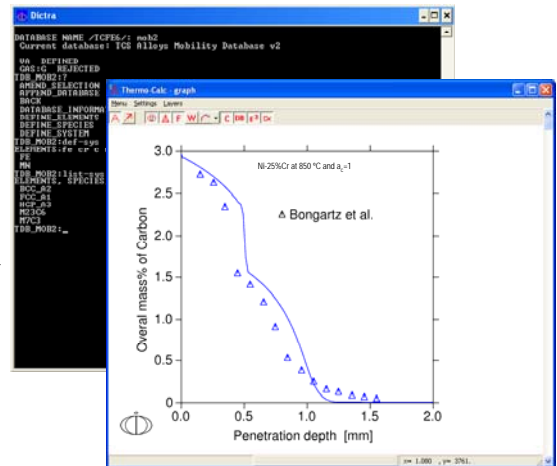 Dictra
DATABASE NAME /TCFE6/: mob2
Current database: TCS Alloys Mobility Database v2
VA DEFINED
GAS:G REJECTED
TDB_MOB2:?
AMEND_SELECTION
APPEND_DATABASE
BACK
DATABASE_INFORMA
DEFINE_ELEMENTS
DEFINE_SPECIES
DEFINE_SYSTEM
TDB_MOB2:def-sys
ELEMENTS:fe cr c
FE
MN
TDB_MOB2:list-sys
ELEMENTS, SPECIES
BCC_A2
FCC_A1
HCP_A3
M23C6
M7C3
TDB_MOB2:_
Thermo-Calc - graph
Menu Settings Layers
Ni-25%Cr at 850 °C and a_c=1
Bongartz et al.
3.0
2.5
2.0
1.5
1.0
0.5
0.0
Overal mass% of Carbon
0.0 0.5 1.0 1.5 2.0
Penetration depth [mm]
x= 1.080 , y= 3761.